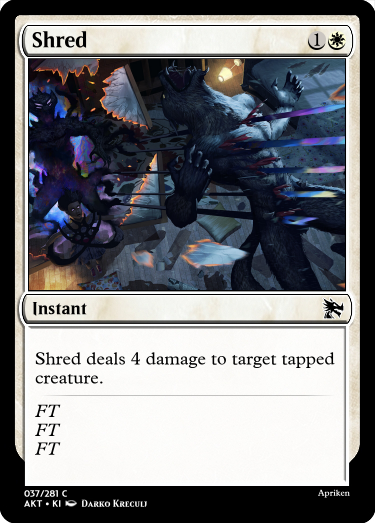 Shred 1
Instant
Shred deals 4 damage to target tapped
creature.
FT
FT
FT
037/281 C
Apriken
AKT • KI DARKO KRECULJ